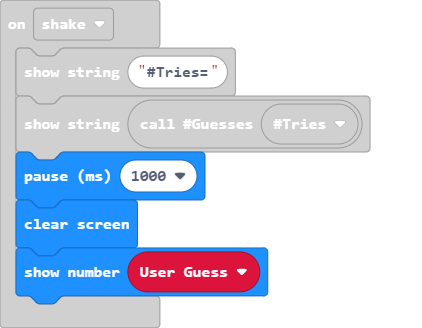 on shake
show string "#Tries="
show string call #Guesses #Tries
pause (ms) 1000
clear screen
show number User Guess